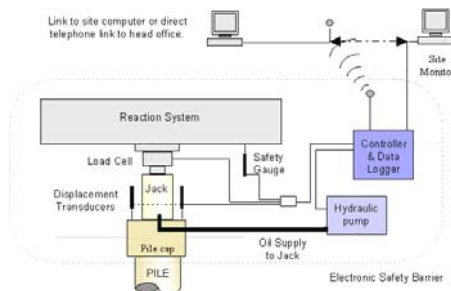 Link to site computer or direct
telephone link to head office.
Site
Monito
Reaction System
Load Cell
Safety
Gauge
Controller
& Data
Logger
Jack
Displacement
Transducers
Hydraulic
pump
Pile cap
Oil Supply
to Jack
PILE
Electronic Safety Barrier